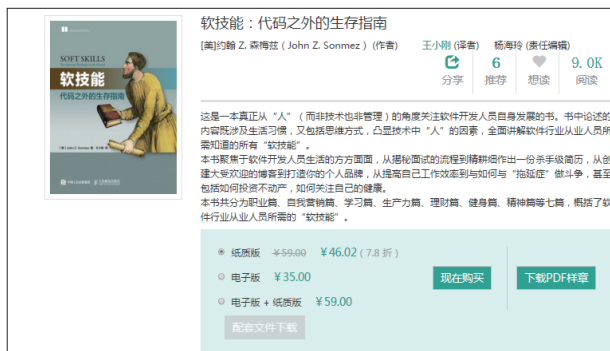 软技能：代码之外的生存指南
[美]约翰 Z. 森梅兹（John Z. Sonmez）(作者) 王小刚 (译者) 杨海玲 (责任编辑)
分享 6 推荐 想读 9.0K 阅读
SOFT SKILLS
软技能
代码之外的生存指南
这是一本真正从“人”（而非技术也非管理）的角度关注软件开发人员自身发展的书。书中论述的
内容既涉及生活习惯，又包括思维方式，凸显技术中“人”的因素，全面讲解软件行业从业人员所
需知道的所有“软技能”。
本书聚焦于软件开发人员生活的方方面面，从揭秘面试的流程到精耕细作出一份杀手级简历，从创
建大受欢迎的博客到打造你的个人品牌，从提高自己工作效率到与如何与“拖延症”做斗争，甚至
包括如何投资不动产，如何关注自己的健康。
本书共分为职业篇、自我营销篇、学习篇、生产力篇、理财篇、健身篇、精神篇等七篇，概括了软
件行业从业人员所需的“软技能”。
纸质版 ¥59.00 ¥46.02 (7.8 折)
电子版 ¥35.00 现在购买 下载PDF样章
电子版 + 纸质版 ¥59.00
配套文件下载